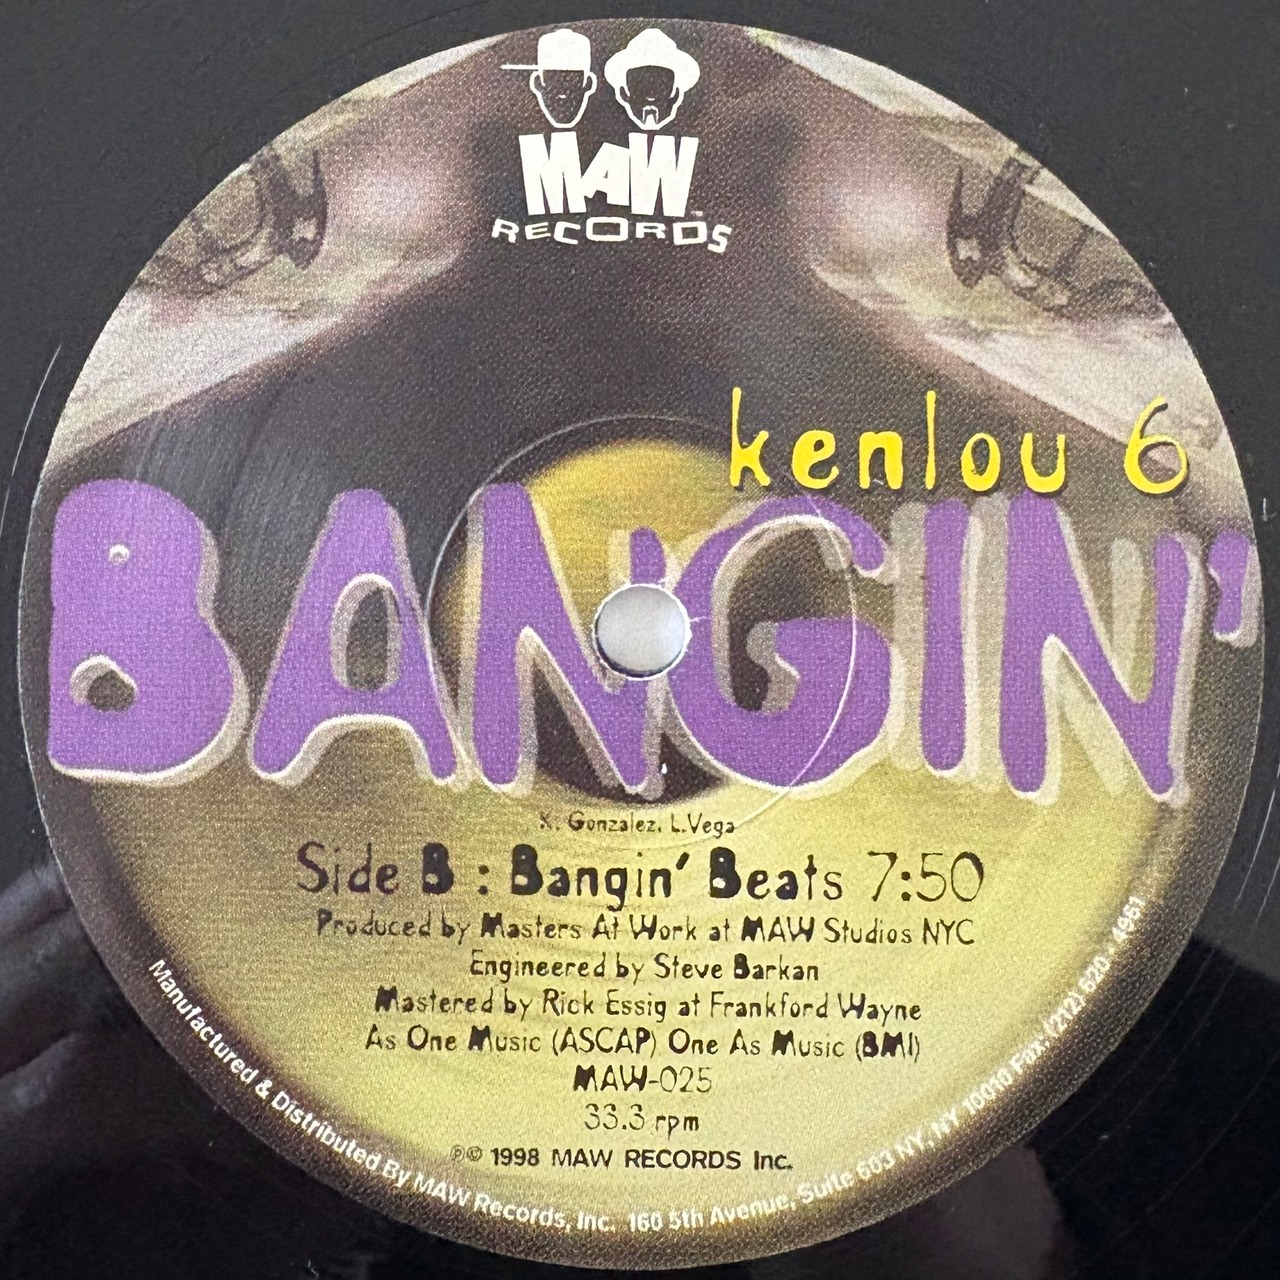 MAW™
RECORDS
kenlou 6
BANGIN'
K. Gonzalez, L.Vega
Side B : Bangin' Beats 7:50
Produced by Masters At Work at MAW Studios NYC
Engineered by Steve Barkan
Mastered by Rick Essig at Frankford Wayne
As One Music (ASCAP) One As Music (BMI)
MAW-025
33.3 rpm
℗© 1998 MAW RECORDS Inc.
Manufactured & Distributed By MAW Records, Inc. 160 5th Avenue, Suite 603 NY, NY 10010 Fax: (212) 620-4661